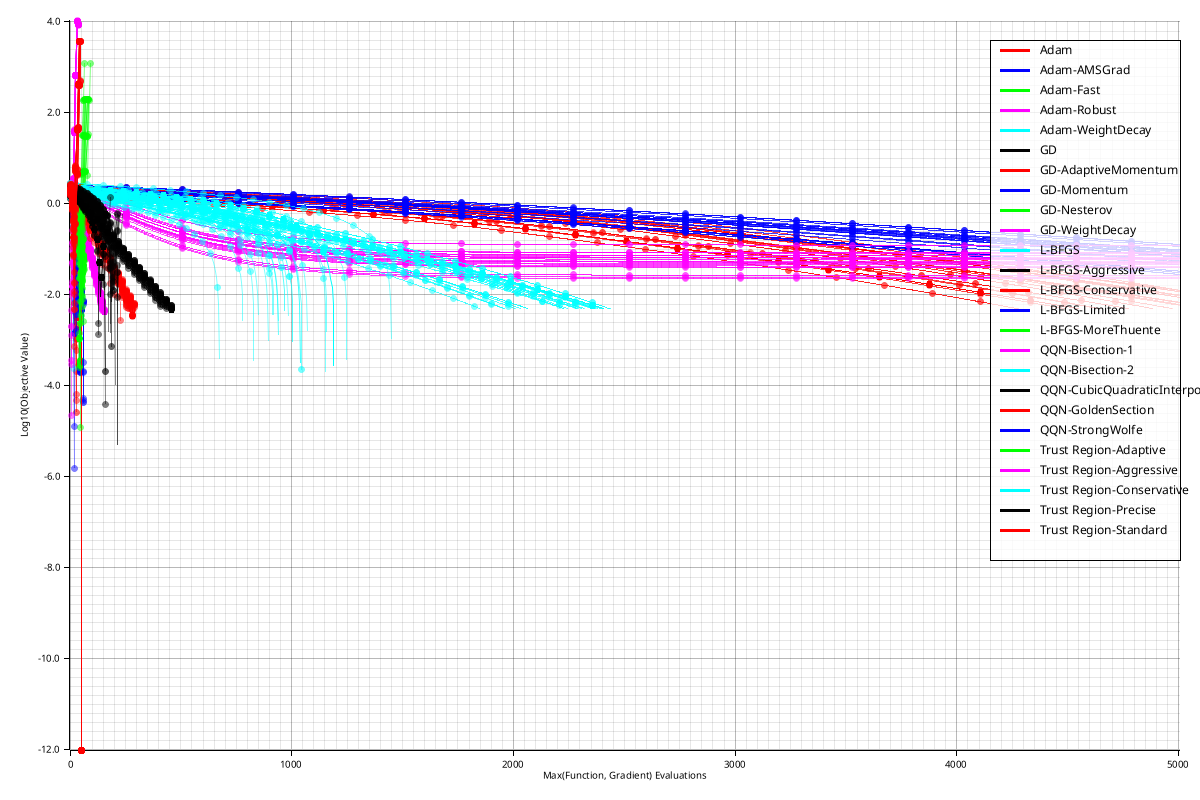 4.0
2.0
0.0
-2.0
-4.0
-6.0
-8.0
-10.0
-12.0
Log10(Objective Value)
0 1000 2000 3000 4000 5000
Max(Function, Gradient) Evaluations
Adam
Adam-AMSGrad
Adam-Fast
Adam-Robust
Adam-WeightDecay
GD
GD-AdaptiveMomentum
GD-Momentum
GD-Nesterov
GD-WeightDecay
L-BFGS
L-BFGS-Aggressive
L-BFGS-Conservative
L-BFGS-Limited
L-BFGS-MoreThuente
QQN-Bisection-1
QQN-Bisection-2
QQN-CubicQuadraticInterpo
QQN-GoldenSection
QQN-StrongWolfe
Trust Region-Adaptive
Trust Region-Aggressive
Trust Region-Conservative
Trust Region-Precise
Trust Region-Standard